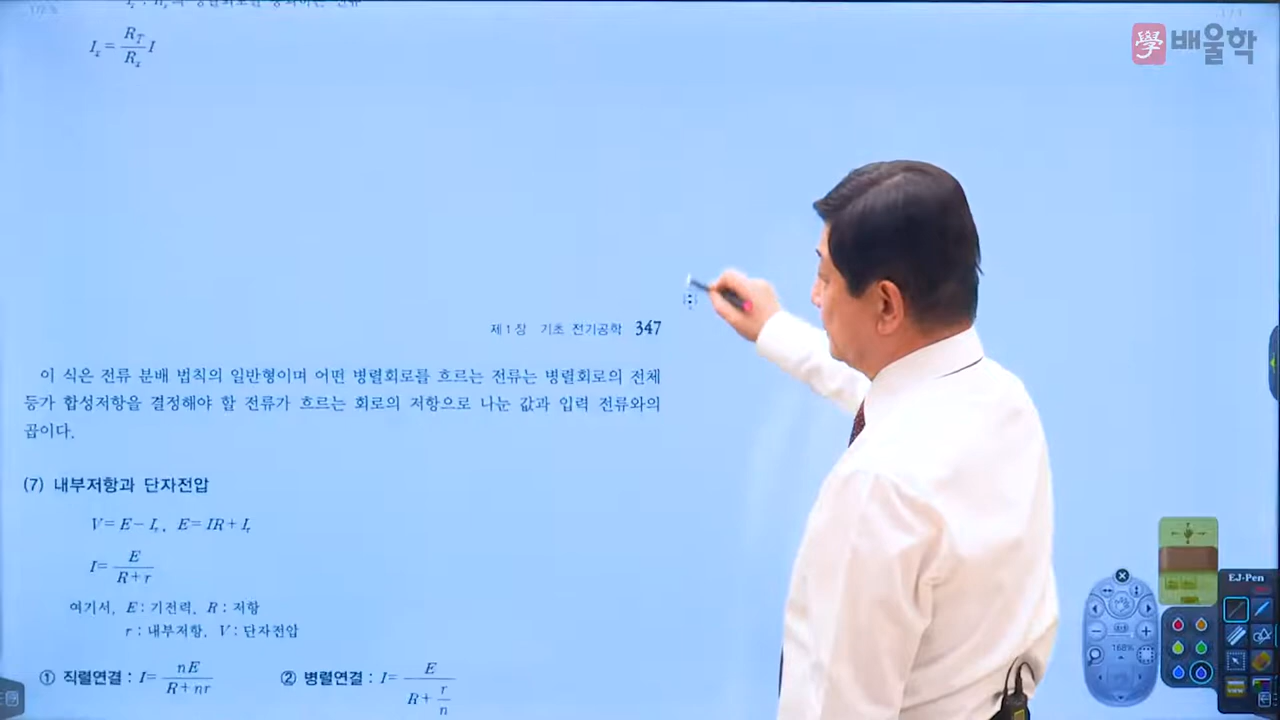 學 배울학
I_x = R_T/R_x I
제1장 기초 전기공학 347
이 식은 전류 분배 법칙의 일반형이며 어떤 병렬회로를 흐르는 전류는 병렬회로의 전체
등가 합성저항을 결정해야 할 전류가 흐르는 회로의 저항으로 나눈 값과 입력 전류와의
곱이다.
(7) 내부저항과 단자전압
V=E−I_r, E=IR+I_r
I=E/(R+r)
여기서, E : 기전력, R : 저항
r : 내부저항, V : 단자전압
① 직렬연결 : I=nE/(R+nr) ② 병렬연결 : I=E/(R+r/n)
EJ-Pen
168%
VIEW